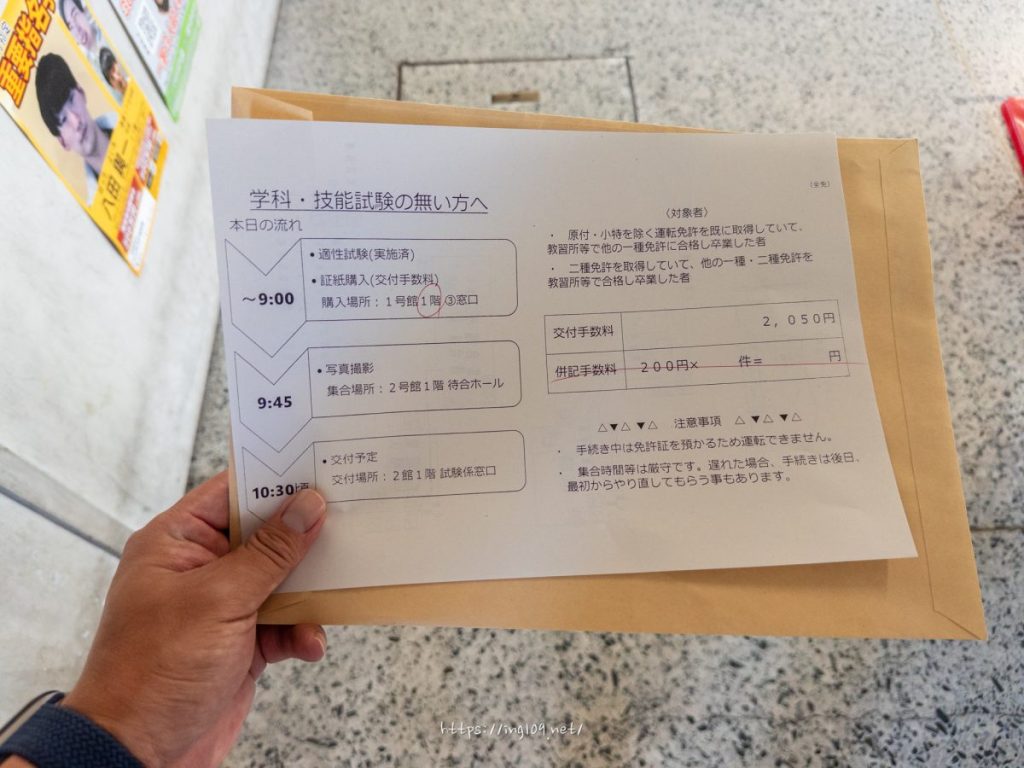 学科・技能試験の無い方へ
本日の流れ
～9:00
・適性試験(実施済)
・証紙購入(交付手数料)
購入場所：１号館１階 ③窓口
9:45
・写真撮影
集合場所：２号館１階 待合ホール
10:30頃
・交付予定
交付場所：２館１階 試験係窓口
〈対象者〉
・ 原付・小特を除く運転免許を既に取得していて、
教習所等で他の一種免許に合格し卒業した者
・ 二種免許を取得していて、他の一種・二種免許を
教習所等で合格し卒業した者
交付手数料 ２，０５０円
併記手数料 ２００円× 件＝ 円
△▼△ ▼△ 注意事項 △ ▼△ ▼△
・ 手続き中は免許証を預かるため運転できません。
・ 集合時間等は厳守です。遅れた場合、手続きは後日、
最初からやり直してもらう事もあります。
https://ing109.net/